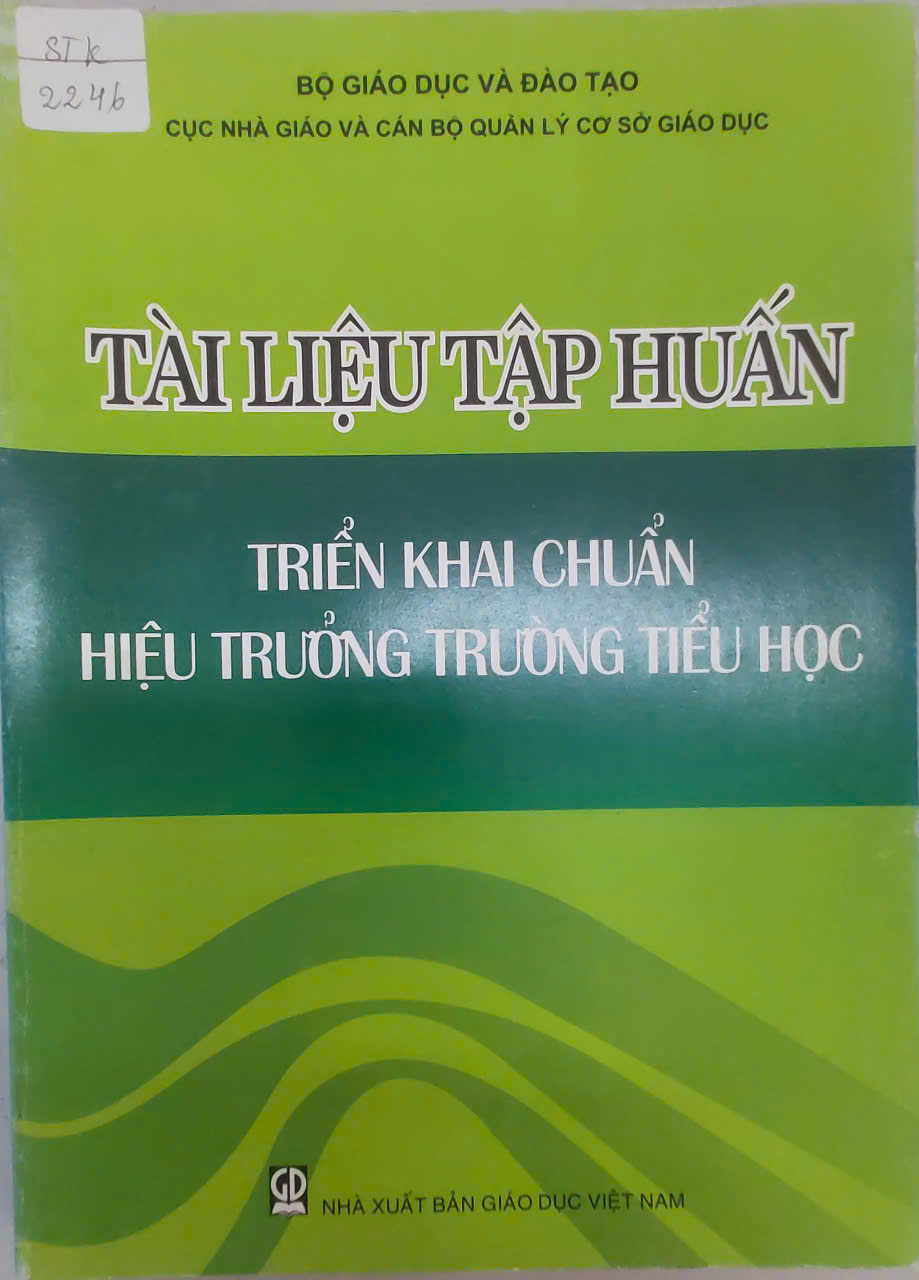 STK
2246
BỘ GIÁO DỤC VÀ ĐÀO TẠO
CỤC NHÀ GIÁO VÀ CÁN BỘ QUẢN LÝ CƠ SỞ GIÁO DỤC
TÀI LIỆU TẬP HUẤN
TRIỂN KHAI CHUẨN
HIỆU TRƯỞNG TRƯỜNG TIỂU HỌC
GD
NHÀ XUẤT BẢN GIÁO DỤC VIỆT NAM